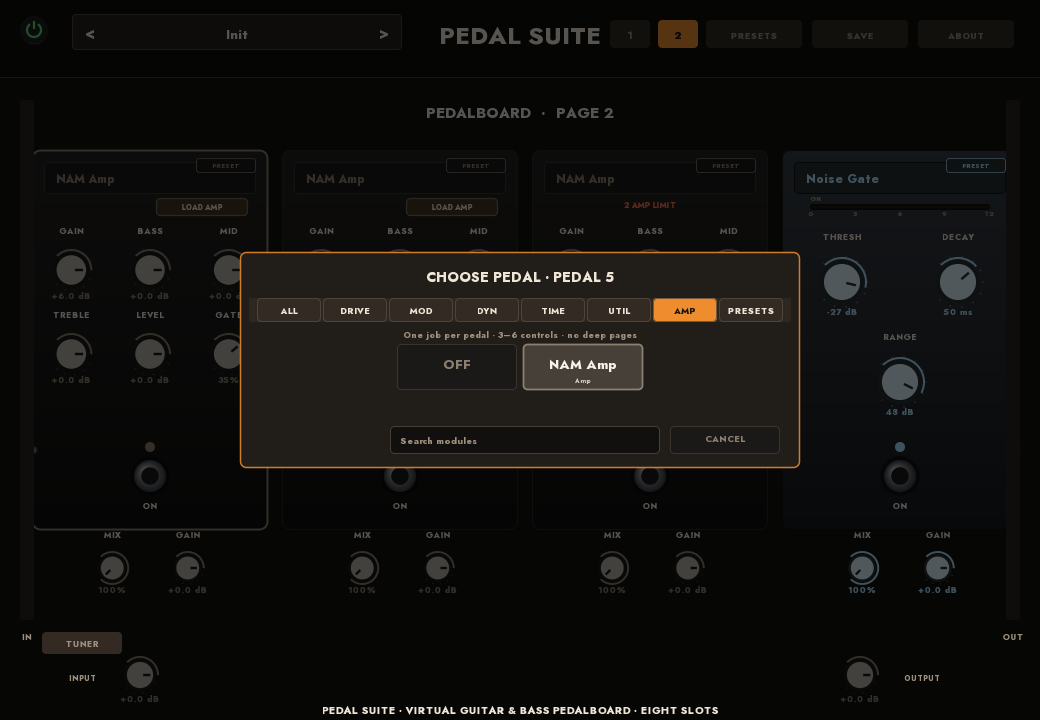 < Init > PEDAL SUITE 1 2 PRESETS SAVE ABOUT
PEDALBOARD · PAGE 2
PRESET PRESET PRESET PRESET
NAM Amp NAM Amp NAM Amp Noise Gate
LOAD AMP LOAD AMP 2 AMP LIMIT
0 3 6 9 12
GAIN BASS MID GAIN BASS MID GAIN BASS MID THRESH DECAY
CHOOSE PEDAL · PEDAL 5
+6.0 dB +0.0 dB
ALL DRIVE MOD DYN TIME UTIL AMP PRESETS
-27 dB 50 ms
TREBLE LEVEL GATE
One job per pedal · 3–6 controls · no deep pages
RANGE
OFF NAM Amp
Amp
+0.0 dB +0.0 dB 35%
48 dB
Search modules CANCEL
ON ON ON ON
MIX GAIN MIX GAIN MIX GAIN MIX GAIN
100% +0.0 dB 100% +0.0 dB 100% +0.0 dB 100% +0.0 dB
IN TUNER OUT
INPUT OUTPUT
+0.0 dB +0.0 dB
PEDAL SUITE · VIRTUAL GUITAR & BASS PEDALBOARD · EIGHT SLOTS